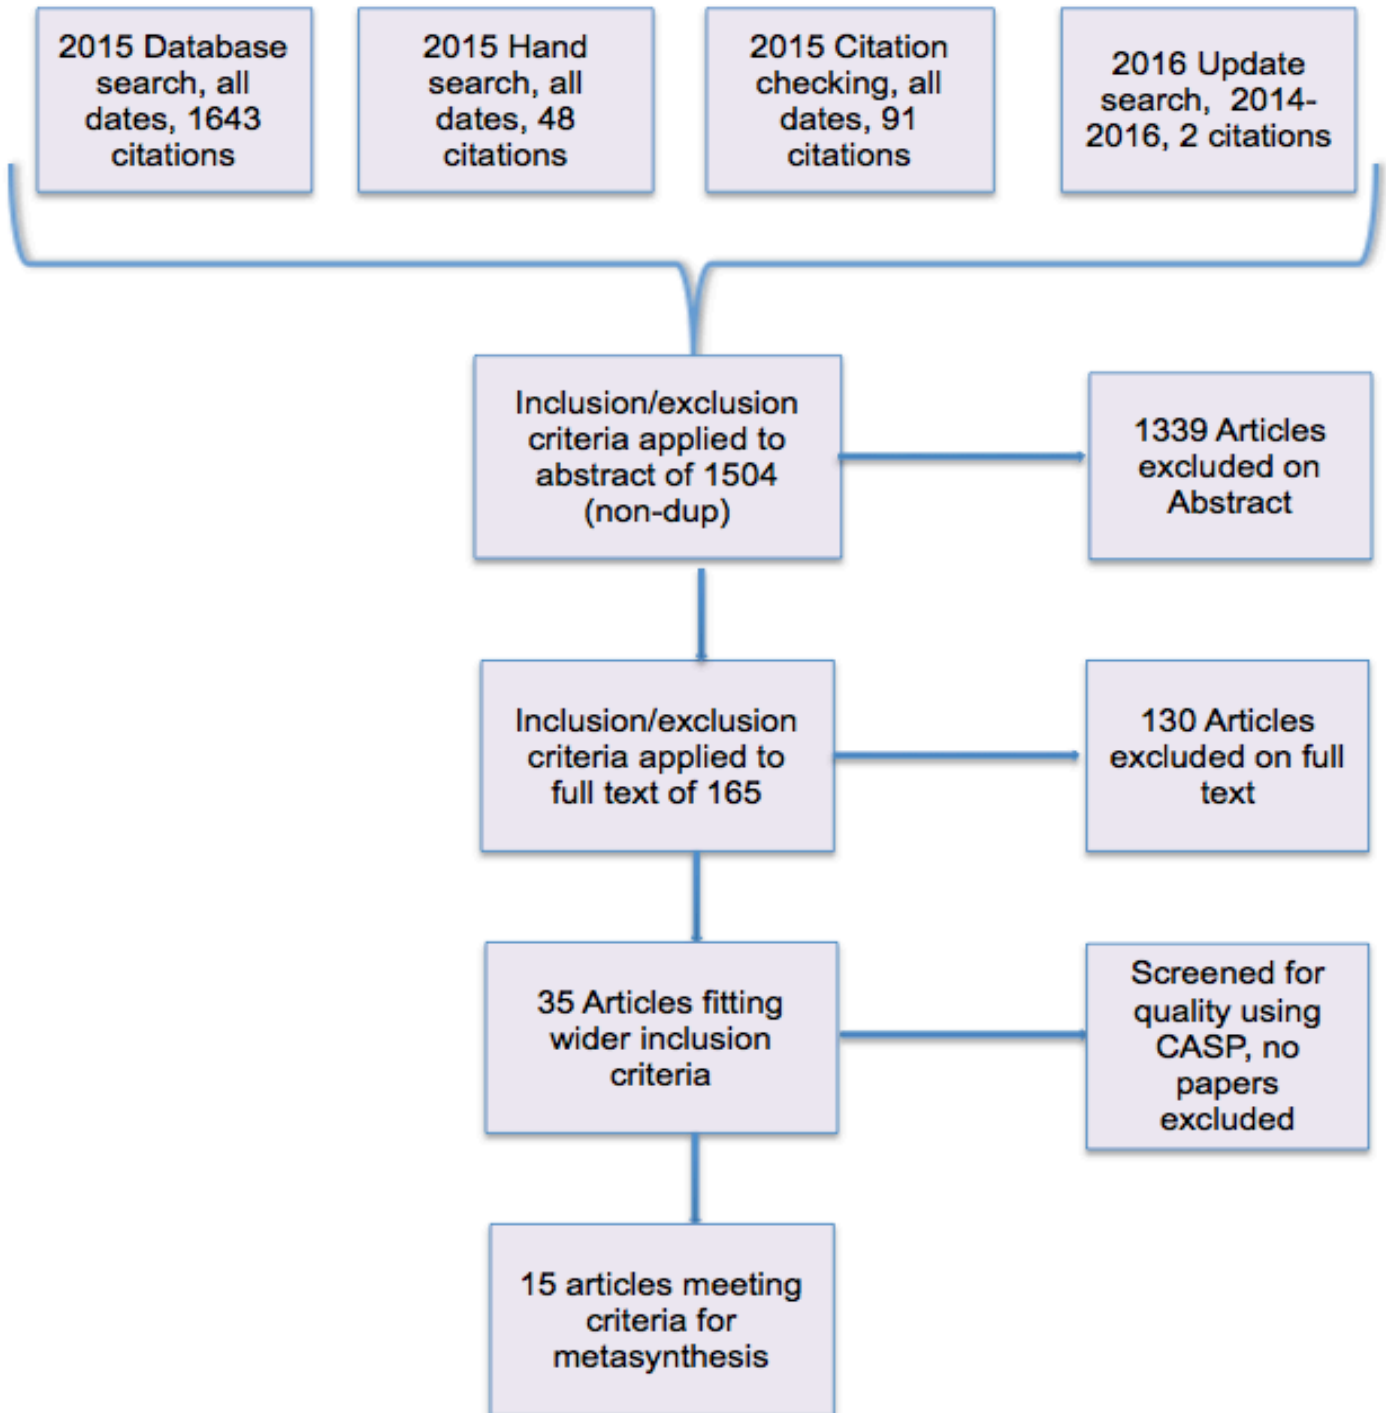 2015 Database
search, all
dates, 1643
citations
2015 Hand
search, all
dates, 48
citations
2015 Citation
checking, all
dates, 91
citations
2016 Update
search, 2014-
2016, 2 citations
Inclusion/exclusion
criteria applied to
abstract of 1504
(non-dup)
1339 Articles
excluded on
Abstract
Inclusion/exclusion
criteria applied to
full text of 165
130 Articles
excluded on full
text
35 Articles fitting
wider inclusion
criteria
Screened for
quality using
CASP, no
papers
excluded
15 articles meeting
criteria for
metasynthesis